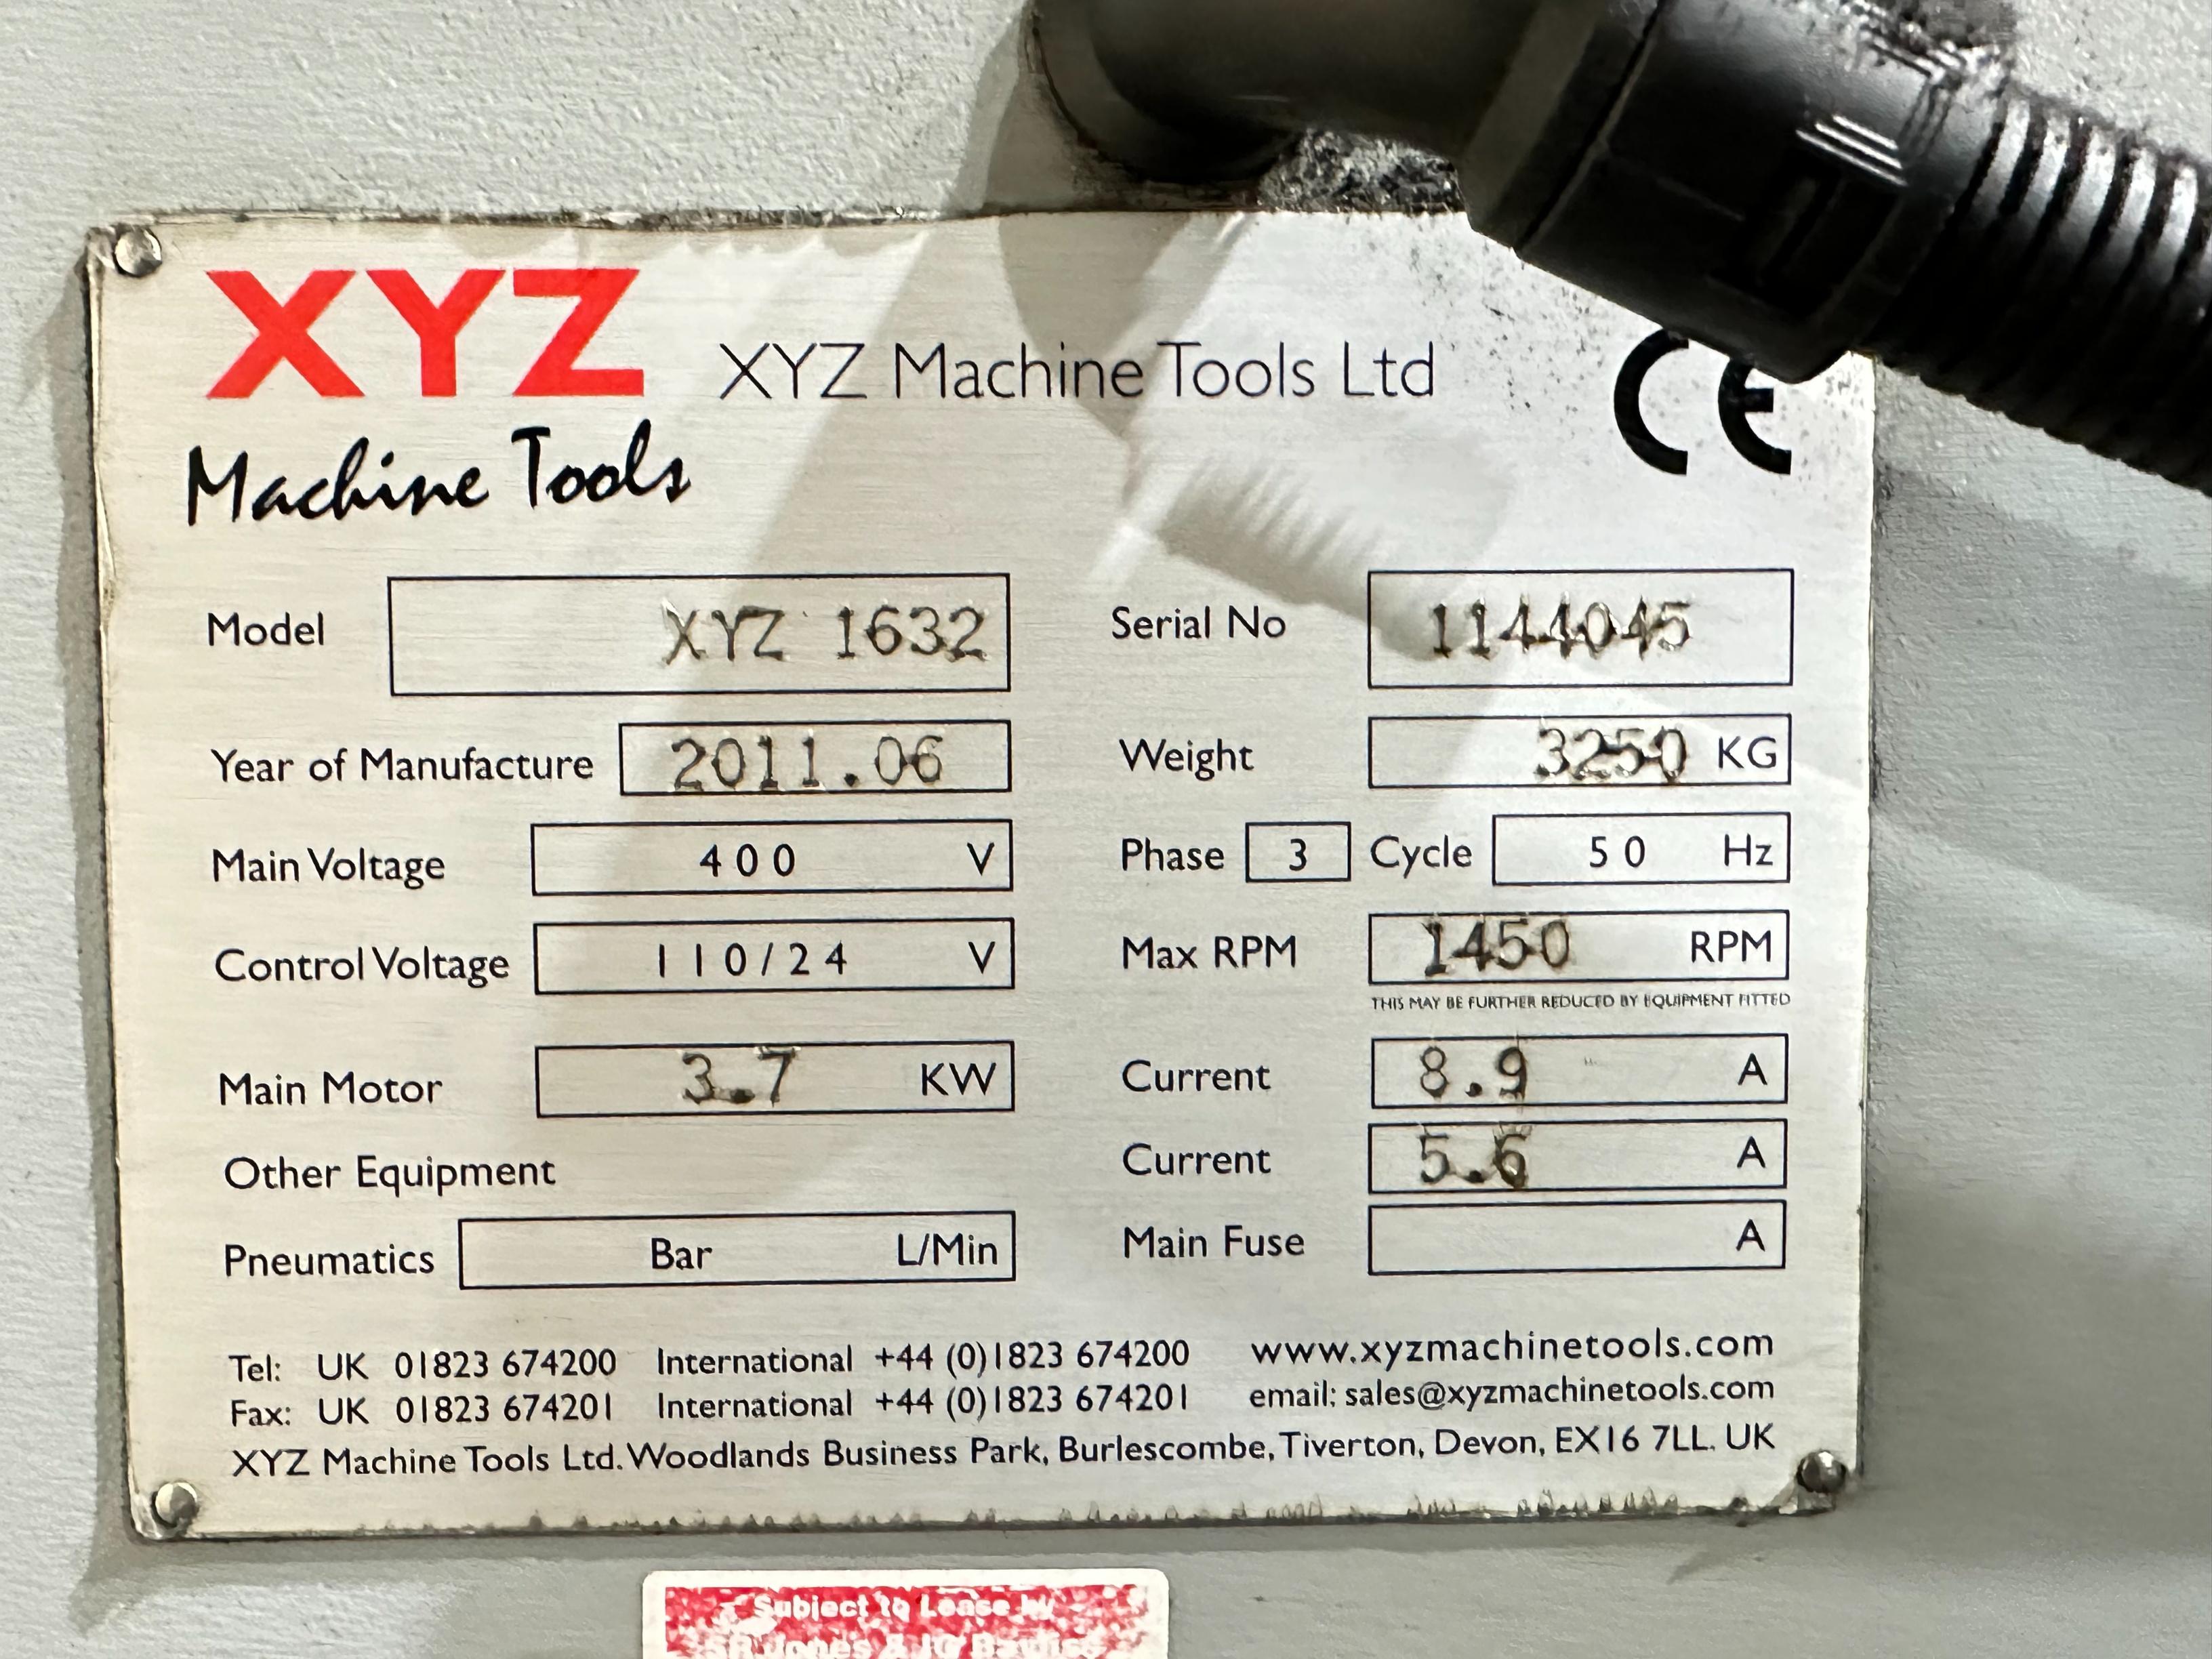 XYZ
Machine Tools
XYZ Machine Tools Ltd
CE
Model XYZ 1632 Serial No 1144045
Year of Manufacture 2011.06 Weight 3250 KG
Main Voltage 400 V Phase 3 Cycle 50 Hz
Control Voltage 110/24 V Max RPM 1450 RPM
THIS MAY BE FURTHER REDUCED BY EQUIPMENT FITTED
Main Motor 3.7 KW Current 8.9 A
Other Equipment Current 5.6 A
Pneumatics Bar L/Min Main Fuse A
Tel: UK 01823 674200 International +44 (0)1823 674200 www.xyzmachinetools.com
Fax: UK 01823 674201 International +44 (0)1823 674201 email: sales@xyzmachinetools.com
XYZ Machine Tools Ltd. Woodlands Business Park, Burlescombe, Tiverton, Devon, EX16 7LL. UK
Subject to Lease by